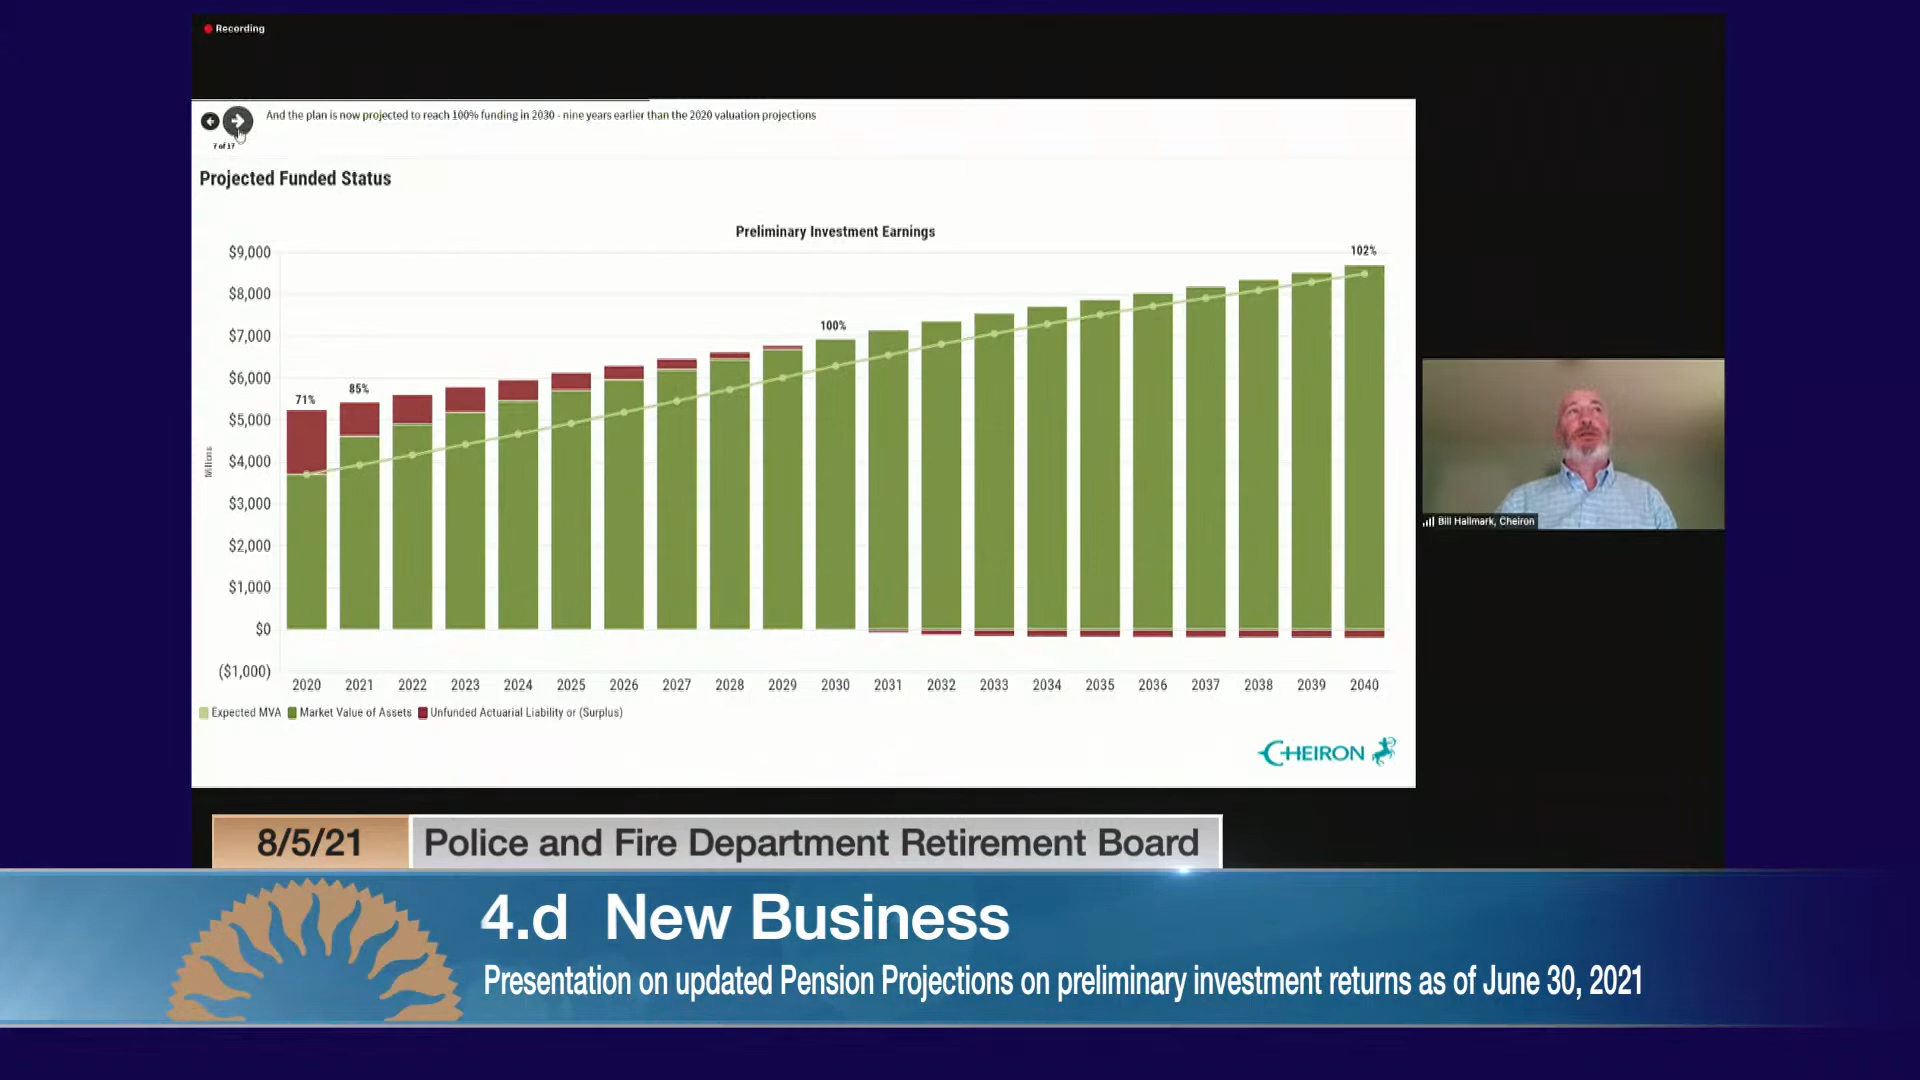 Recording
And the plan is now projected to reach 100% funding in 2030 - nine years earlier than the 2020 valuation projections
7 of 17
Projected Funded Status
Preliminary Investment Earnings
$9,000
$8,000
$7,000
$6,000
$5,000
$4,000
$3,000
$2,000
$1,000
$0
($1,000)
Millions
71%
85%
100%
102%
2020 2021 2022 2023 2024 2025 2026 2027 2028 2029 2030 2031 2032 2033 2034 2035 2036 2037 2038 2039 2040
Expected MVA Market Value of Assets Unfunded Actuarial Liability or (Surplus)
CHEIRON
Bill Hallmark, Cheiron
8/5/21 Police and Fire Department Retirement Board
4.d New Business
Presentation on updated Pension Projections on preliminary investment returns as of June 30, 2021